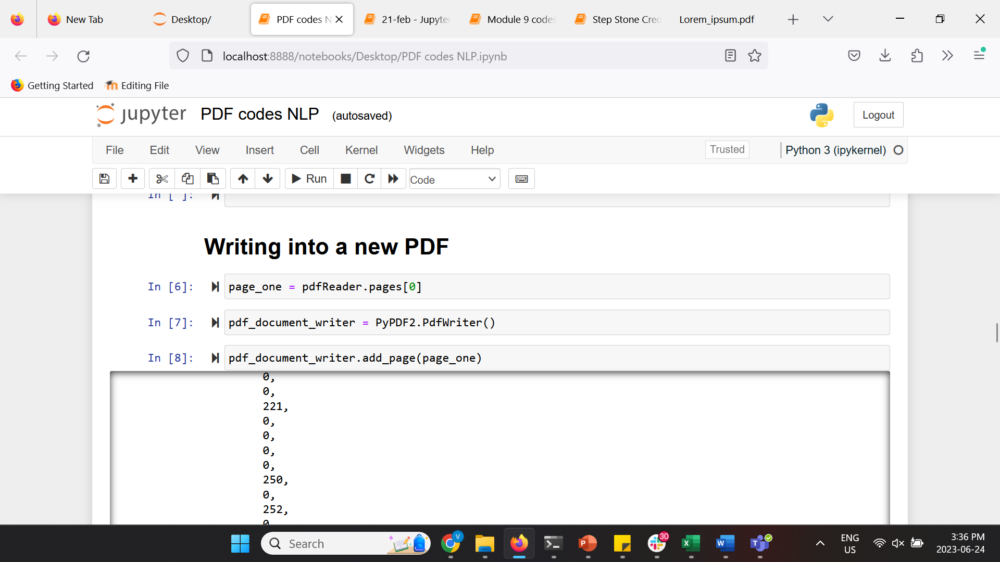 New Tab
Desktop/
PDF codes N
21-feb - Jupyter
Module 9 codes
Step Stone Cred
Lorem_ipsum.pdf
localhost:8888/notebooks/Desktop/PDF codes NLP.ipynb
Getting Started
Editing File
jupyter
PDF codes NLP
(autosaved)
Logout
File
Edit
View
Insert
Cell
Kernel
Widgets
Help
Trusted
Python 3 (ipykernel)
Run
Code
In [ ]:
Writing into a new PDF
In [6]:
page_one = pdfReader.pages[0]
In [7]:
pdf_document_writer = PyPDF2.PdfWriter()
In [8]:
pdf_document_writer.add_page(page_one)
0,
0,
221,
0,
0,
0,
0,
250,
0,
252,
Search
V
30
ENG
US
3:36 PM
2023-06-24